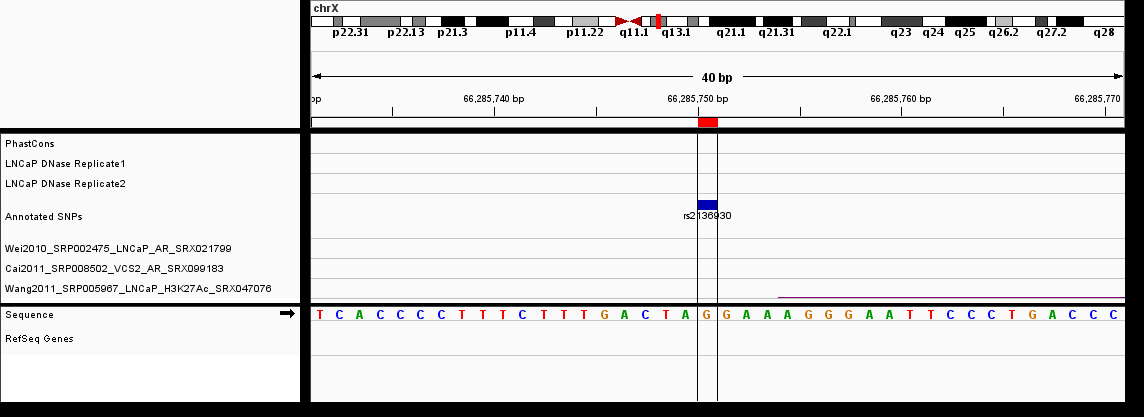 chrX
p22.31 p22.13 p21.3 p11.4 p11.22 q11.1 q13.1 q21.1 q21.31 q22.1 q23 q24 q25 q26.2 q27.2 q28
40 bp
bp 66,285,740 bp 66,285,750 bp 66,285,760 bp 66,285,770
PhastCons
LNCaP DNase Replicate1
LNCaP DNase Replicate2
Annotated SNPs rs2136930
Wei2010_SRP002475_LNCaP_AR_SRX021799
Cai2011_SRP008502_VCS2_AR_SRX099183
Wang2011_SRP005967_LNCaP_H3K27Ac_SRX047076
Sequence T C A C C C C T T T C T T T G A C T A G G A A A G G G A A T T C C C T G A C C C
RefSeq Genes